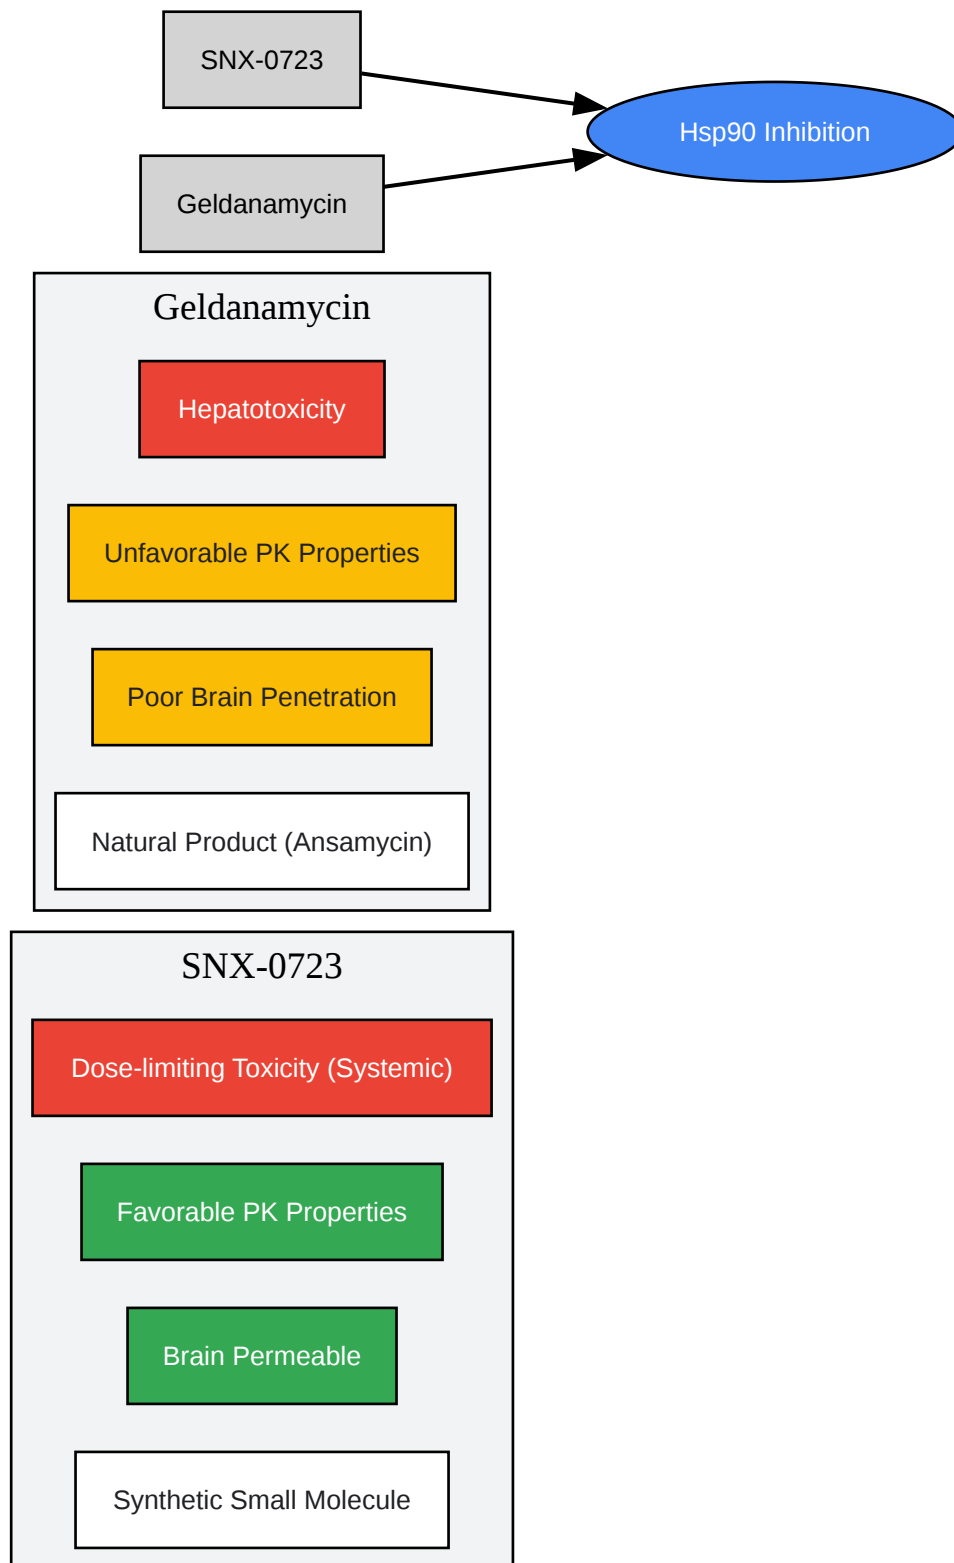 SNX-0723
Hsp90 Inhibition
Geldanamycin
Geldanamycin
Hepatotoxicity
Unfavorable PK Properties
Poor Brain Penetration
Natural Product (Ansamycin)
SNX-0723
Dose-limiting Toxicity (Systemic)
Favorable PK Properties
Brain Permeable
Synthetic Small Molecule